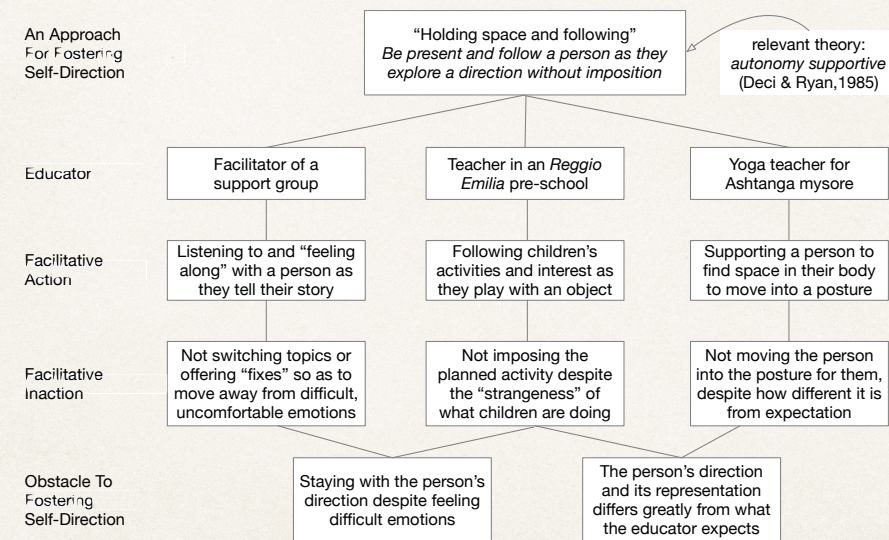 An Approach
For Fostering
Self-Direction
“Holding space and following”
Be present and follow a person as they
explore a direction without imposition
relevant theory:
autonomy supportive
(Deci & Ryan,1985)
Educator
Facilitator of a
support group
Teacher in an Reggio
Emilia pre-school
Yoga teacher for
Ashtanga mysore
Facilitative
Action
Listening to and “feeling
along” with a person as
they tell their story
Following children’s
activities and interest as
they play with an object
Supporting a person to
find space in their body
to move into a posture
Facilitative
Inaction
Not switching topics or
offering “fixes” so as to
move away from difficult,
uncomfortable emotions
Not imposing the
planned activity despite
the “strangeness” of
what children are doing
Not moving the person
into the posture for them,
despite how different it is
from expectation
Obstacle To
Fostering
Self-Direction
Staying with the person’s
direction despite feeling
difficult emotions
The person’s direction
and its representation
differs greatly from what
the educator expects